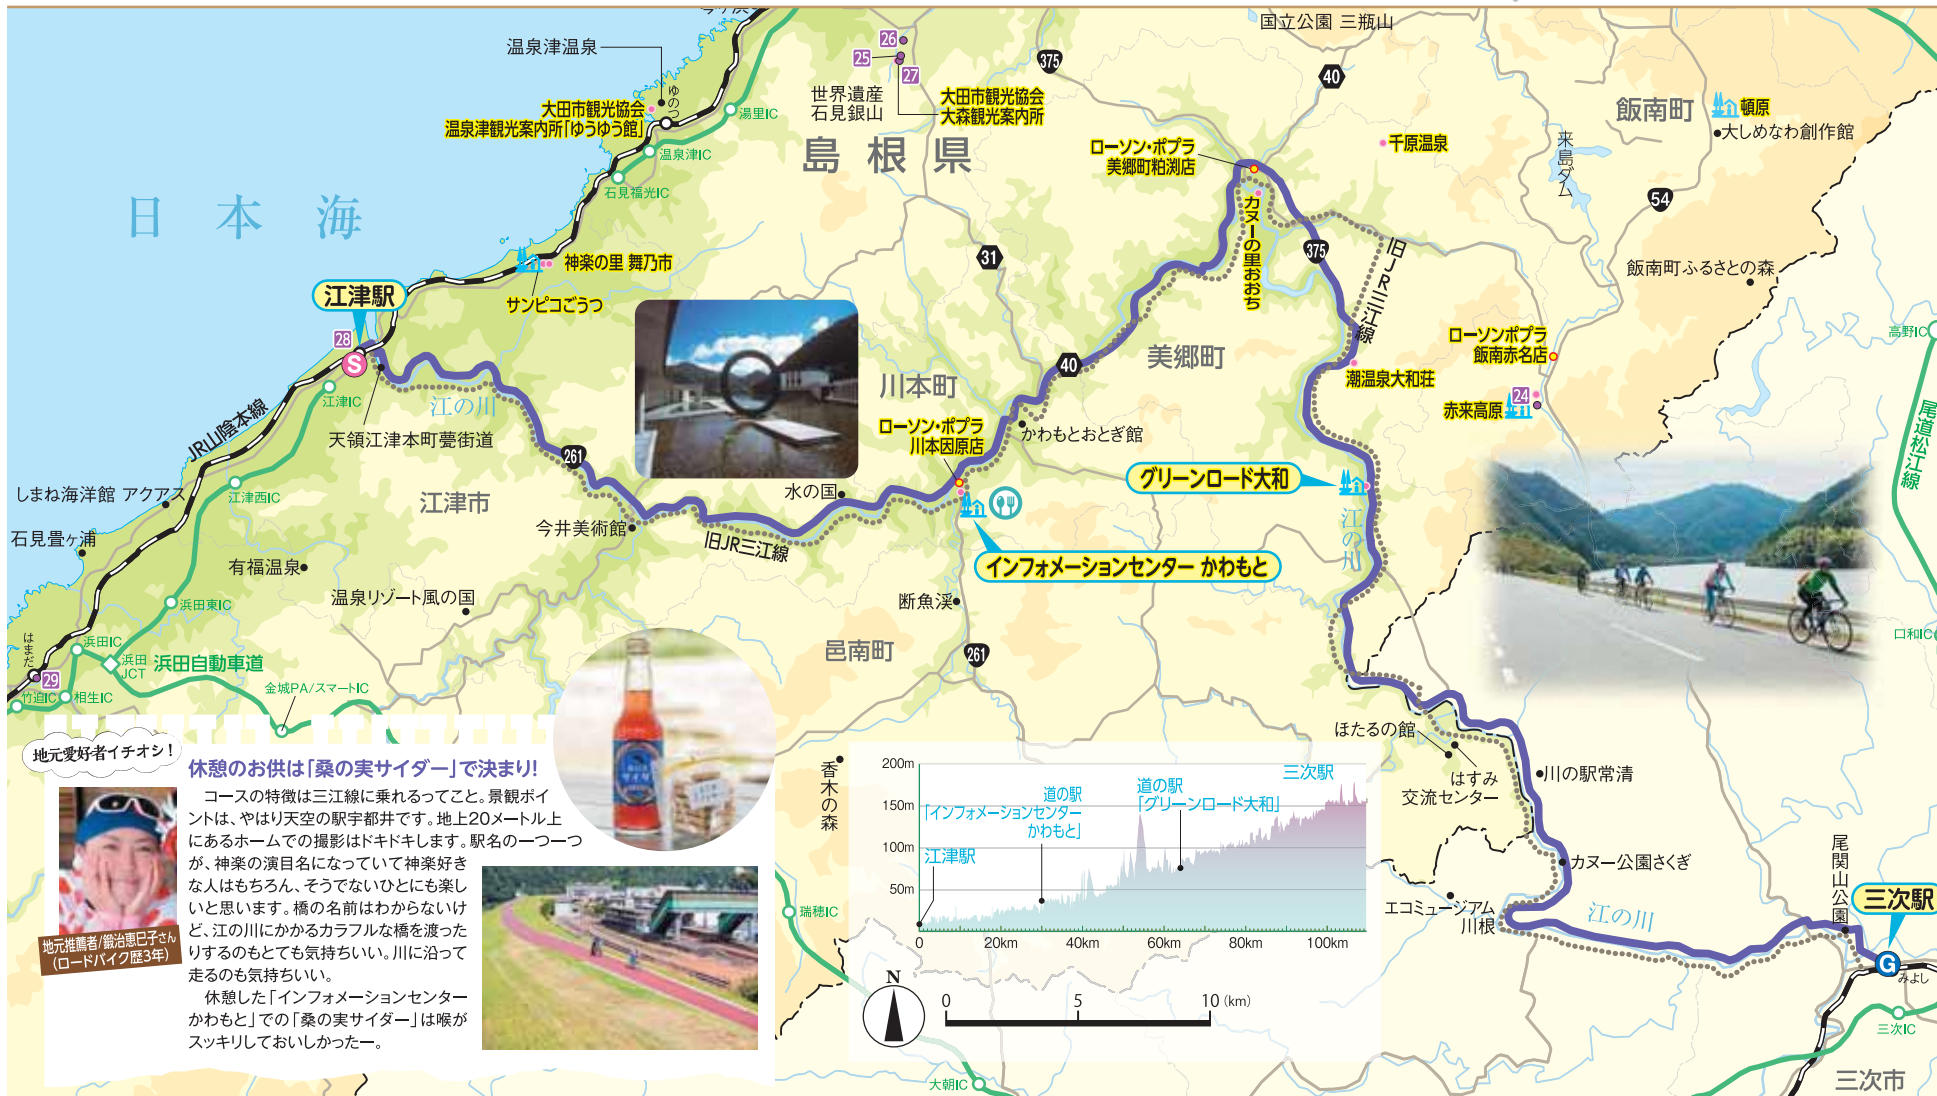 国立公園 三瓶山
温泉津温泉
26
25
27
375
40
大田市観光協会
温泉津観光案内所「ゆうゆう館」
ゆのつ
湯里IC
世界遺産
石見銀山
大田市観光協会
大森観光案内所
飯南町
頓原
大しめなわ創作館
温泉津IC
島根県
ローソン・ポプラ
美郷町粕渕店
千原温泉
来島ダム
石見福光IC
54
日本海
カヌーの里おおち
31
375
旧JR三江線
神楽の里 舞乃市
サンピコごうつ
飯南町ふるさとの森
江津駅
28
S
高野IC
ローソンポプラ
飯南赤名店
美郷町
40
川本町
潮温泉大和荘
24
赤来高原
江津IC
江の川
JR山陰本線
天領江津本町甍街道
ローソン・ポプラ
川本因原店
かわもとおとぎ館
尾道松江線
261
グリーンロード大和
しまね海洋館 アクアス
江津西IC
江津市
水の国
今井美術館
旧JR三江線
江の川
石見畳ヶ浦
有福温泉
インフォメーションセンター かわもと
温泉リゾート風の国
断魚渓
浜田東IC
はまだ
浜田IC
浜田
JCT
浜田自動車道
29
邑南町
261
口和IC
竹迫IC
相生IC
金城PA/スマートIC
ほたるの館
はすみ
交流センター
川の駅常清
香木の森
地元愛好者イチオシ!
休憩のお供は「桑の実サイダー」で決まり!
コースの特徴は三江線に乗れるってこと。景観ポイ
ントは、やはり天空の駅宇都井です。地上20メートル上
にあるホームでの撮影はドキドキします。駅名の一つ一つ
が、神楽の演目名になっていて神楽好き
な人はもちろん、そうでないひとにも楽し
いと思います。橋の名前はわからないけ
ど、江の川にかかるカラフルな橋を渡った
りするのもとても気持ちいい。川に沿って
走るのも気持ちいい。
休憩した「インフォメーションセンター
かわもと」での「桑の実サイダー」は喉が
スッキリしておいしかったー。
地元推薦者/鍛治恵巳子さん
(ロードバイク歴3年)
サイダー
200m
150m
100m
50m
江津駅
道の駅
「インフォメーションセンター
かわもと」
道の駅
「グリーンロード大和」
三次駅
0
20km
40km
60km
80km
100km
N
0
5
10 (km)
カヌー公園さくぎ
エコミュージアム
川根
江の川
尾関山公園
三次駅
G
みよし
瑞穂IC
大朝IC
三次IC
三次市